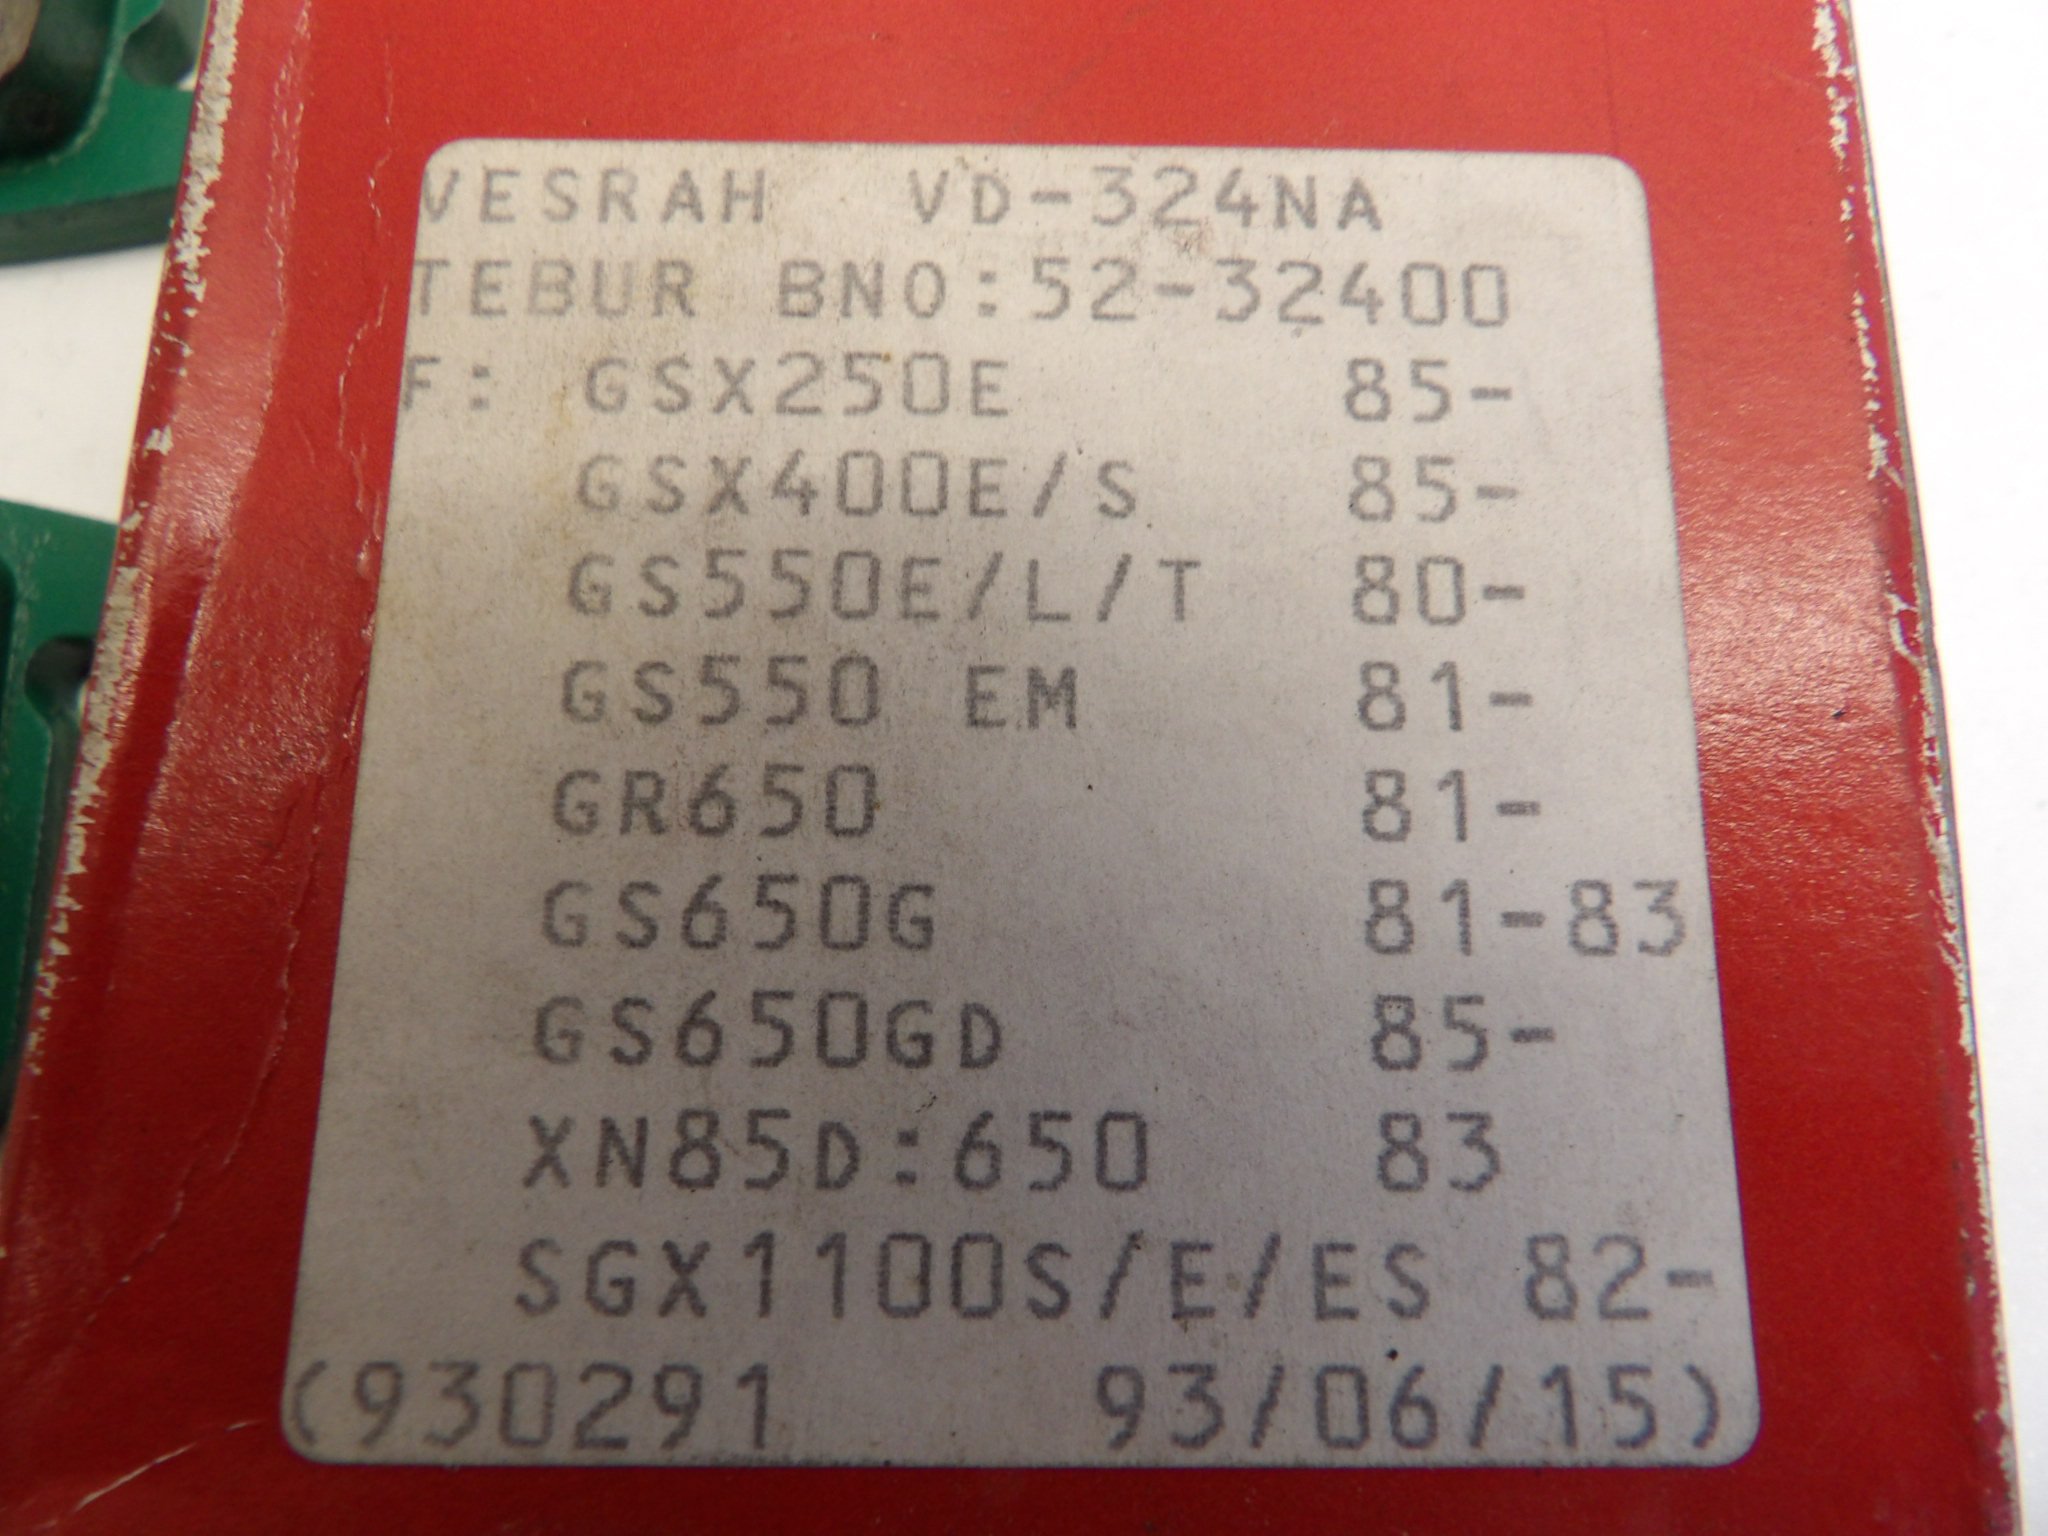 VESRAH VD-324NA
TEBUR BNO:52-32400
F: GSX250E 85-
GSX400E/S 85-
GS550E/L/T 80-
GS550 EM 81-
GR650 81-
GS650G 81-83
GS650GD 85-
XN85D:650 83
SGX1100S/E/ES 82-
(930291 93/06/15)